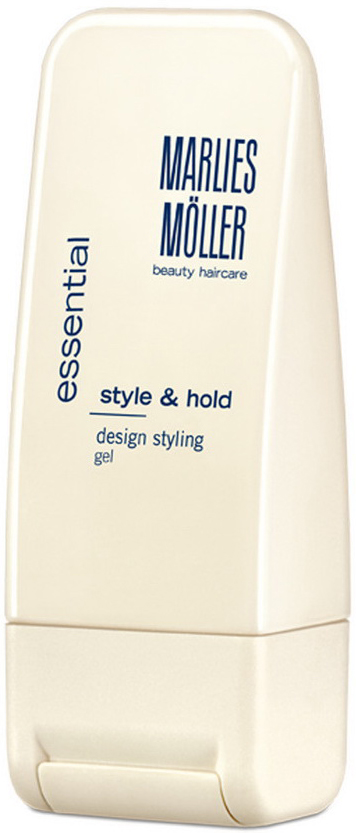 MARLIES
MÖLLER
beauty haircare
essential
style & hold
design styling
gel